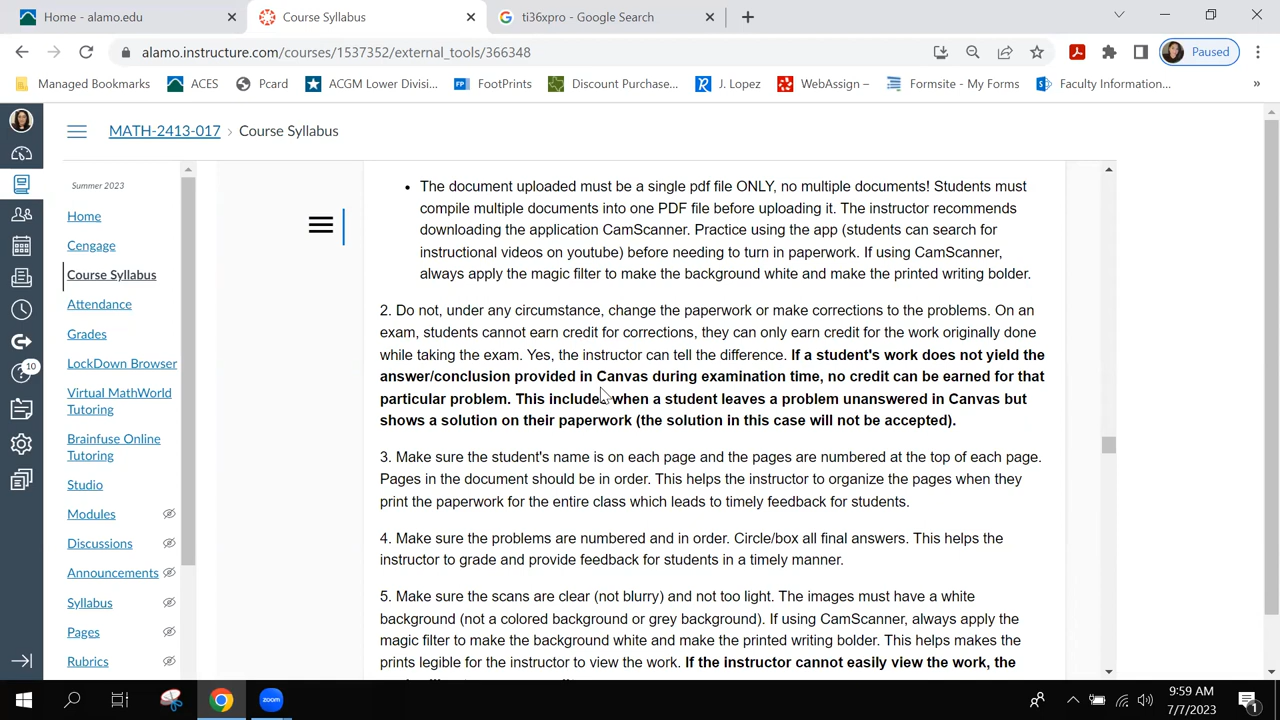 Home - alamo.edu
Course Syllabus
ti36xpro - Google Search
alamo.instructure.com/courses/1537352/external_tools/366348
Paused
Managed Bookmarks
ACES
Pcard
ACGM Lower Divisi...
FootPrints
Discount Purchase...
J. Lopez
WebAssign –
Formsite - My Forms
Faculty Information...
»
MATH-2413-017 › Course Syllabus
Summer 2023
Home
Cengage
Course Syllabus
Attendance
Grades
LockDown Browser
Virtual MathWorld
Tutoring
Brainfuse Online
Tutoring
Studio
Modules
Discussions
Announcements
Syllabus
Pages
Rubrics
10
• The document uploaded must be a single pdf file ONLY, no multiple documents! Students must
compile multiple documents into one PDF file before uploading it. The instructor recommends
downloading the application CamScanner. Practice using the app (students can search for
instructional videos on youtube) before needing to turn in paperwork. If using CamScanner,
always apply the magic filter to make the background white and make the printed writing bolder.
2. Do not, under any circumstance, change the paperwork or make corrections to the problems. On an
exam, students cannot earn credit for corrections, they can only earn credit for the work originally done
while taking the exam. Yes, the instructor can tell the difference. If a student's work does not yield the
answer/conclusion provided in Canvas during examination time, no credit can be earned for that
particular problem. This includes when a student leaves a problem unanswered in Canvas but
shows a solution on their paperwork (the solution in this case will not be accepted).
3. Make sure the student's name is on each page and the pages are numbered at the top of each page.
Pages in the document should be in order. This helps the instructor to organize the pages when they
print the paperwork for the entire class which leads to timely feedback for students.
4. Make sure the problems are numbered and in order. Circle/box all final answers. This helps the
instructor to grade and provide feedback for students in a timely manner.
5. Make sure the scans are clear (not blurry) and not too light. The images must have a white
background (not a colored background or grey background). If using CamScanner, always apply the
magic filter to make the background white and make the printed writing bolder. This helps makes the
prints legible for the instructor to view the work. If the instructor cannot easily view the work, the
zoom
9:59 AM
7/7/2023
1